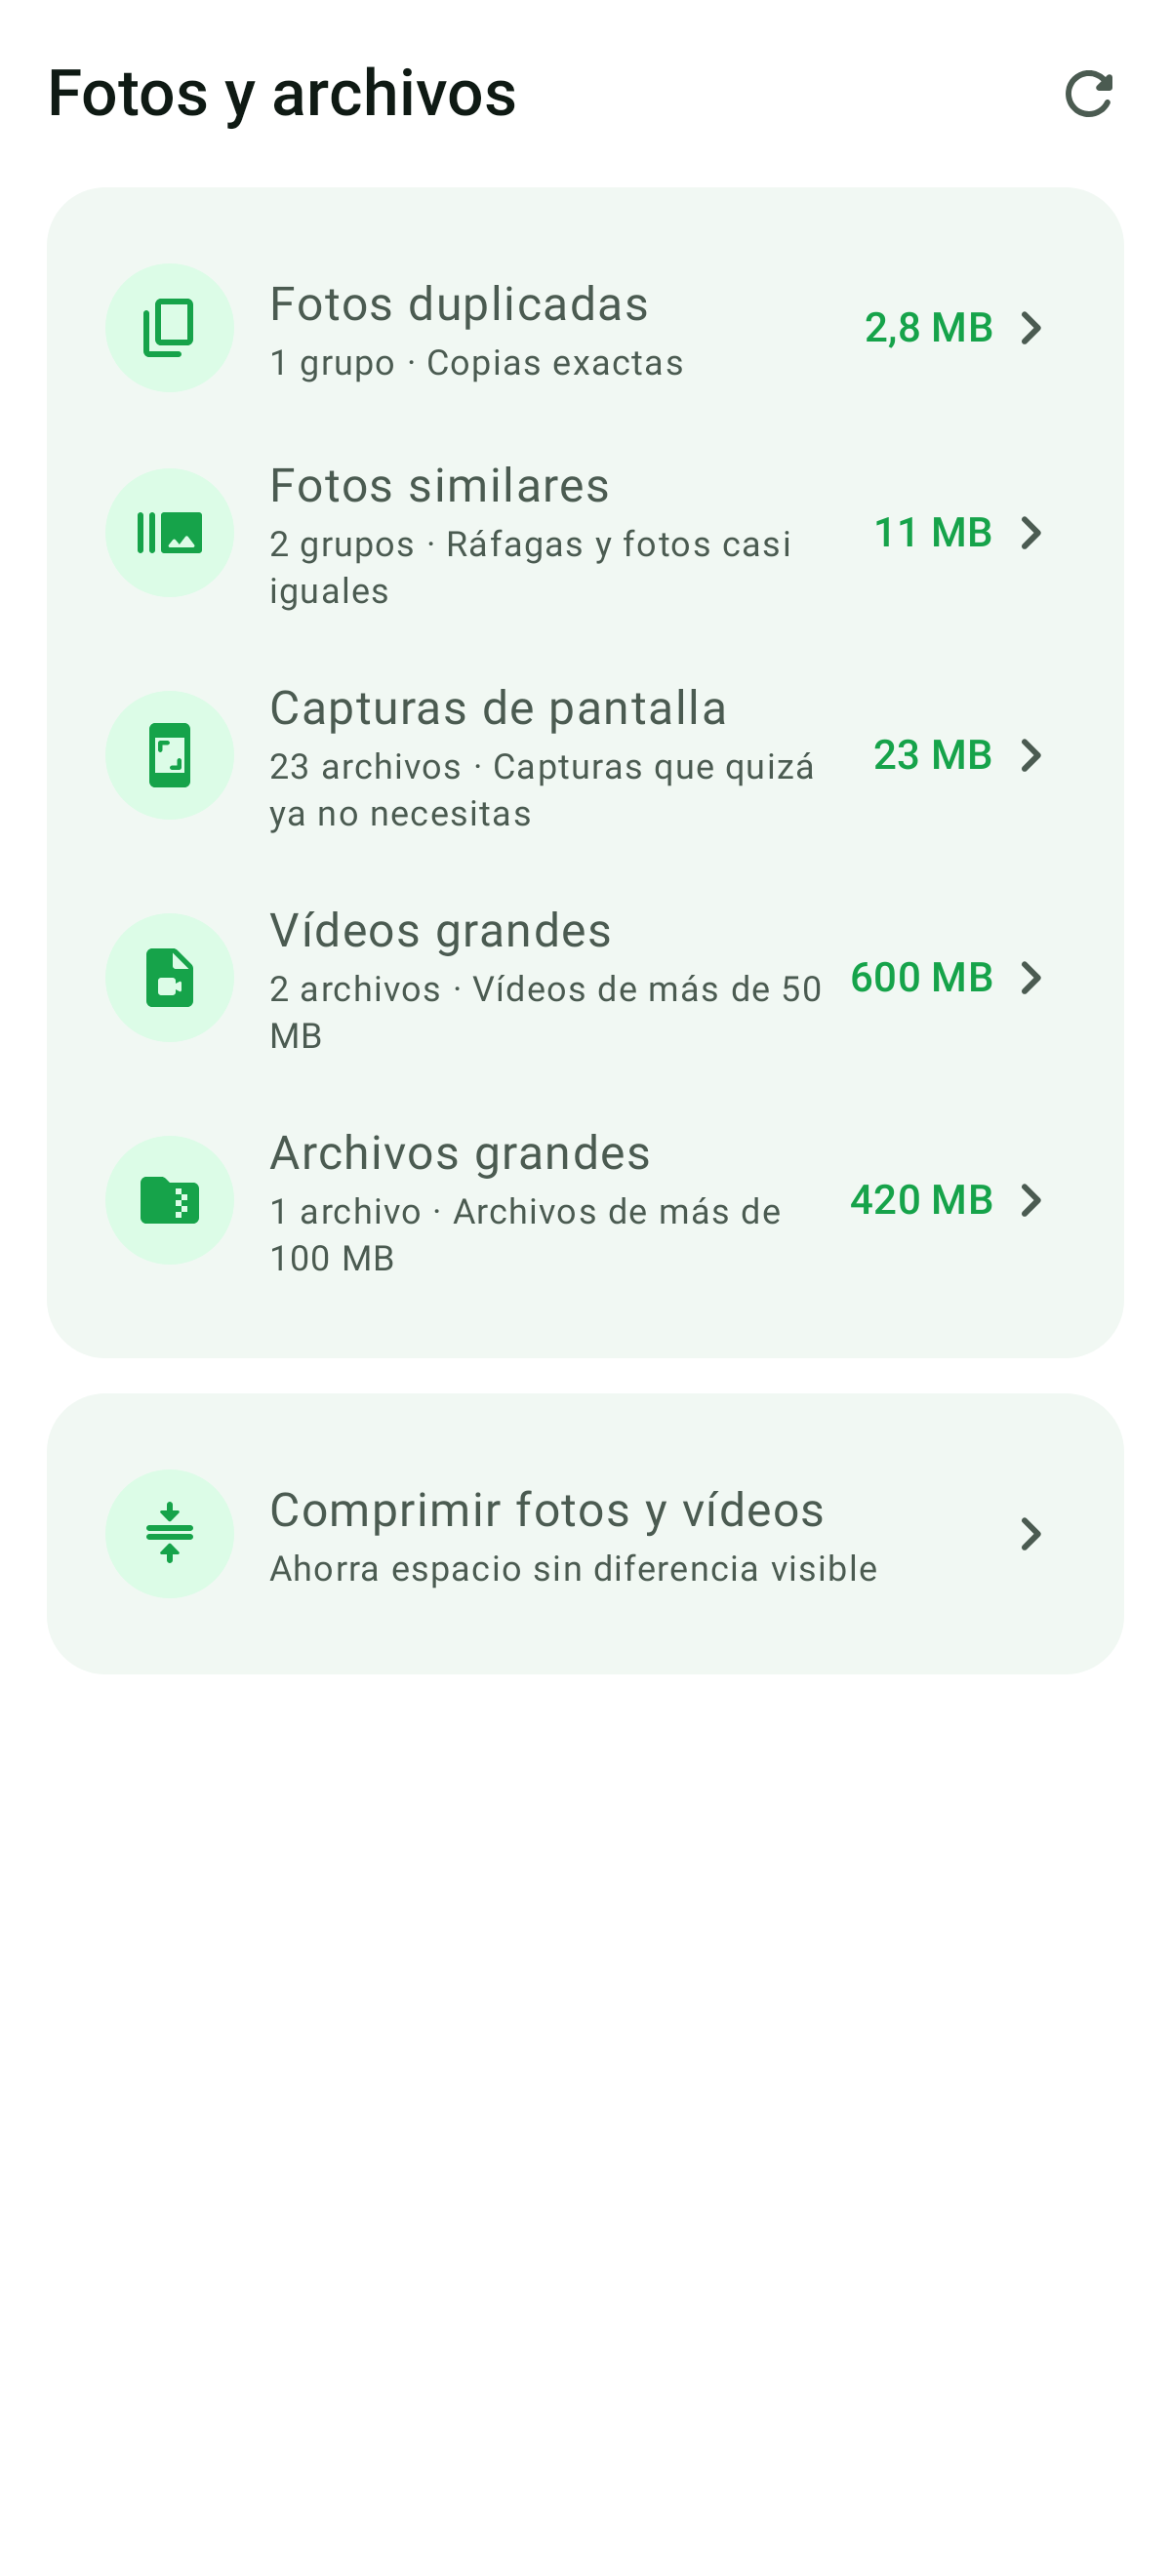 Fotos y archivos
Fotos duplicadas
1 grupo · Copias exactas
2,8 MB
Fotos similares
2 grupos · Ráfagas y fotos casi
iguales
11 MB
Capturas de pantalla
23 archivos · Capturas que quizá
ya no necesitas
23 MB
Vídeos grandes
2 archivos · Vídeos de más de 50
MB
600 MB
Archivos grandes
1 archivo · Archivos de más de
100 MB
420 MB
Comprimir fotos y vídeos
Ahorra espacio sin diferencia visible